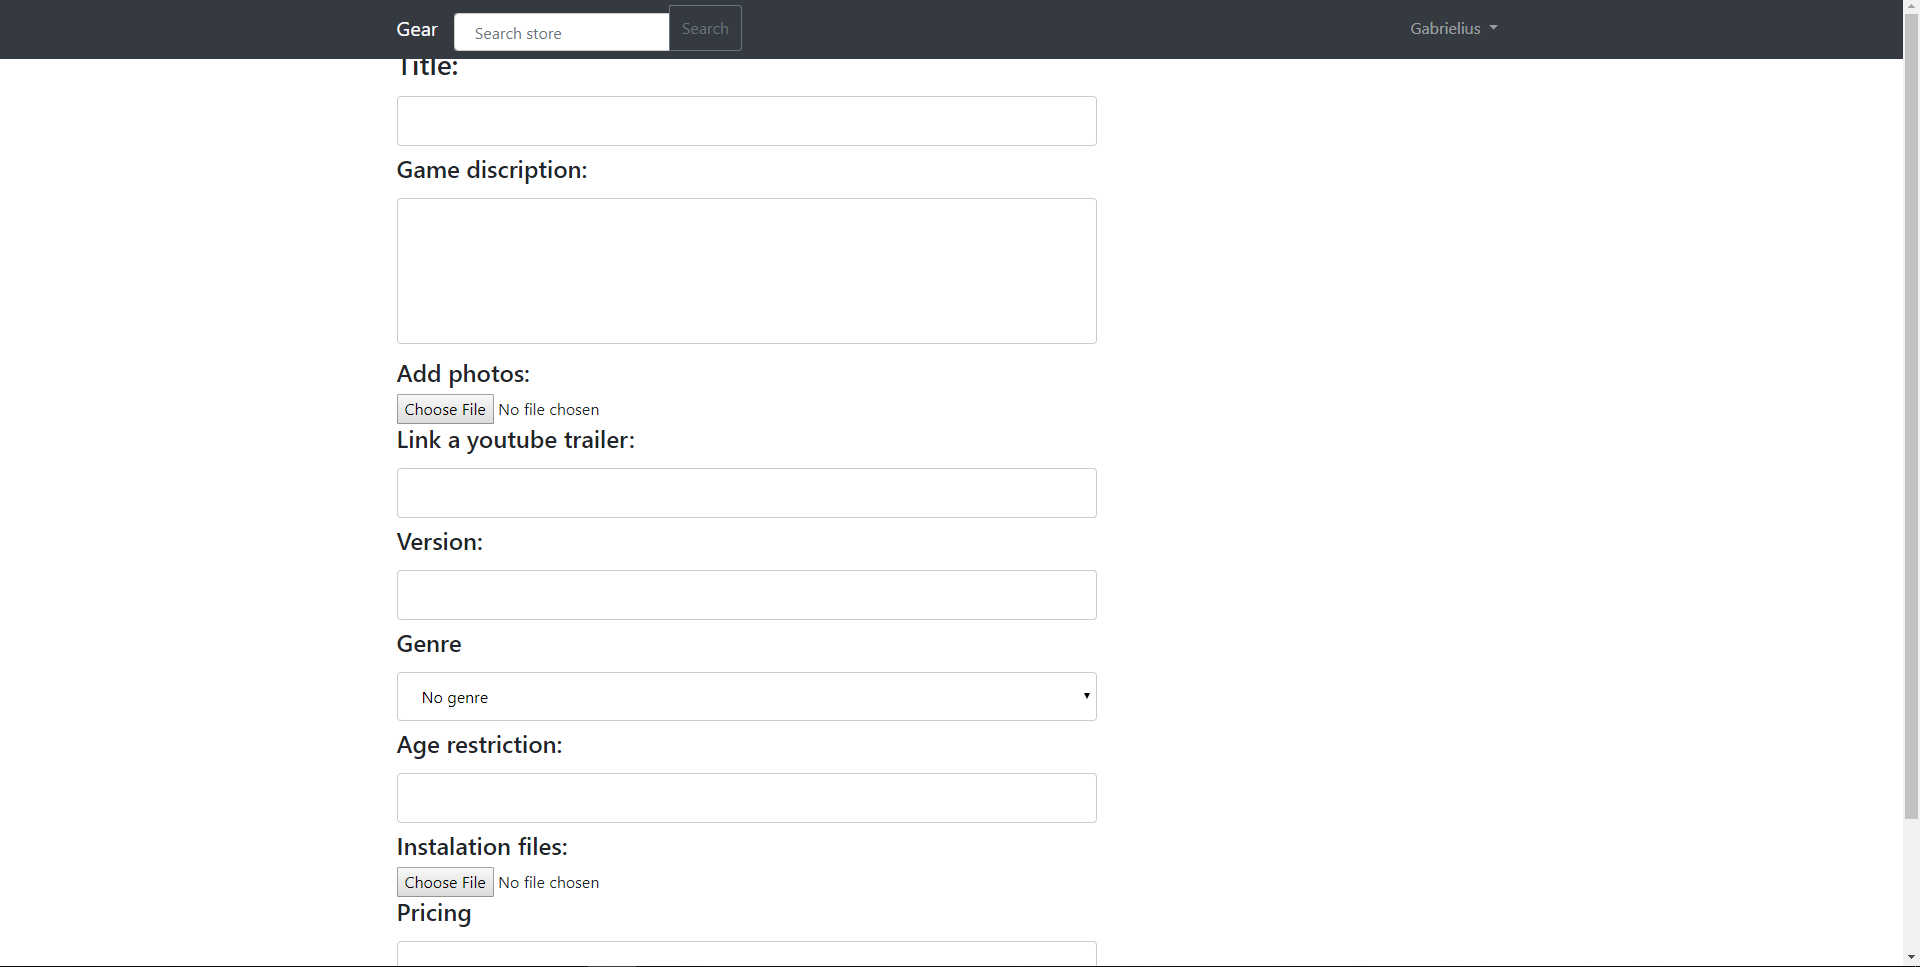 Gear Search store Search Gabrielius
Title:
Game discription:
Add photos:
Choose File No file chosen
Link a youtube trailer:
Version:
Genre
No genre
Age restriction:
Instalation files:
Choose File No file chosen
Pricing